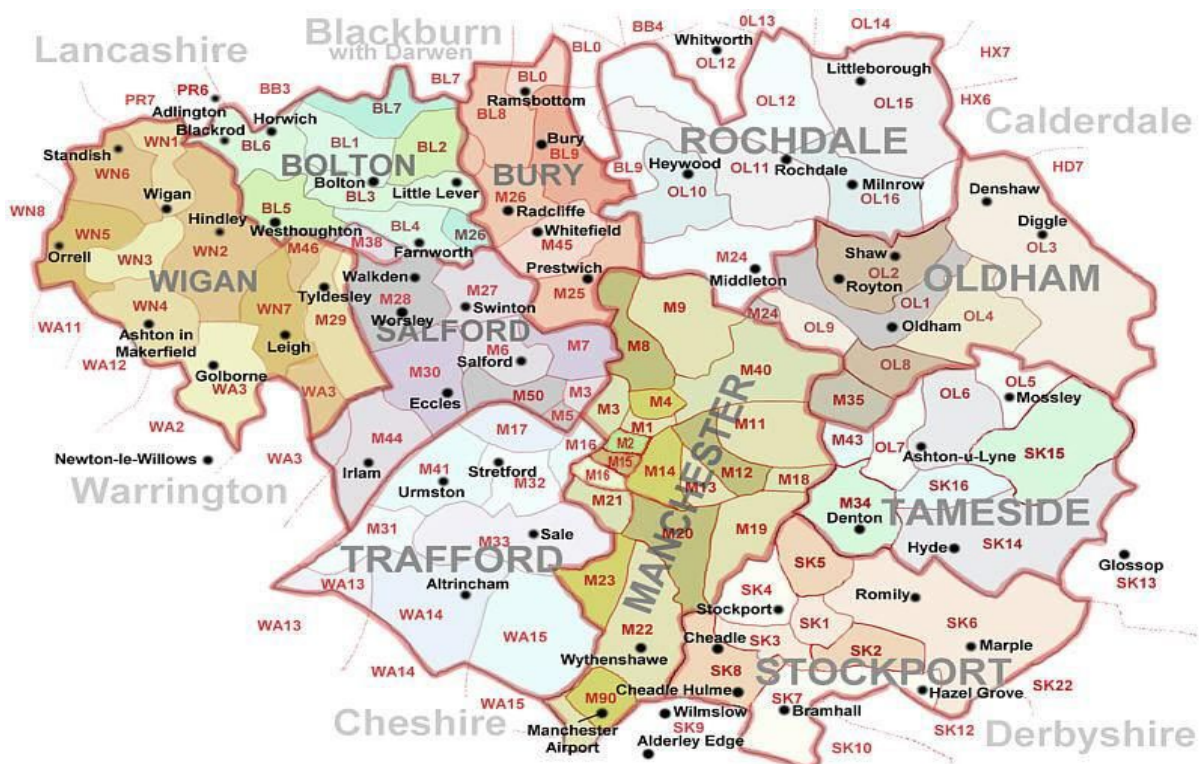 Lancashire
Blackburn
with Darwen
BB4
Whitworth
OL12
0L13
OL14
HX7
HX6
Calderdale
HD7
PR7
PR6
Adlington
Blackrod
BB3
Horwich
BL7
BL0
BL6
BL7
BL1
BL2
BOLTON
Bolton
BL3
Little Lever
BL5
Westhoughton
BL4
Farnworth
M26
M38
BL0
Ramsbottom
BL8
Bury
BL9
BURY
M26
Radcliffe
Whitefield
M45
Prestwich
M25
Littleborough
OL12
OL15
ROCHDALE
BL9
Heywood
OL10
OL11
Rochdale
Milnrow
OL16
M24
Middleton
Denshaw
Diggle
OL3
Shaw
OL2
Royton
OLDHAM
OL1
M24
OL9
Oldham
OL4
OL8
M35
Standish
WN1
WN6
Wigan
Hindley
WN8
WN5
Orrell
WN3
WN2
M46
WIGAN
Tyldesley
WN4
WN7
M29
Ashton in
Makerfield
Leigh
Golborne
WA3
WA3
WA11
WA12
WA2
Newton-le-Willows
WA3
Warrington
Walkden
M28
Worsley
M27
Swinton
SALFORD
M6
M7
Salford
M30
Eccles
M50
M3
M5
M44
Irlam
M9
M8
M40
M4
M3
M1
M11
M2
M15
M16
M16
M14
M12
M13
M18
M21
M19
M20
MANCHESTER
M23
M22
Wythenshawe
M90
Manchester
Airport
M17
Stretford
M41
Urmston
M32
M31
M33
Sale
TRAFFORD
Altrincham
WA13
WA14
WA15
WA13
WA14
WA15
Cheshire
OL5
Mossley
OL6
M43
OL7
Ashton-u-Lyne
SK15
SK16
M34
Denton
TAMESIDE
Hyde
SK14
Glossop
SK13
SK5
SK4
Stockport
Romily
SK6
SK1
SK3
Cheadle
SK2
Marple
SK8
STOCKPORT
Cheadle Hulme
Hazel Grove
SK22
SK7
Bramhall
Wilmslow
SK9
Alderley Edge
SK10
SK12
Derbyshire